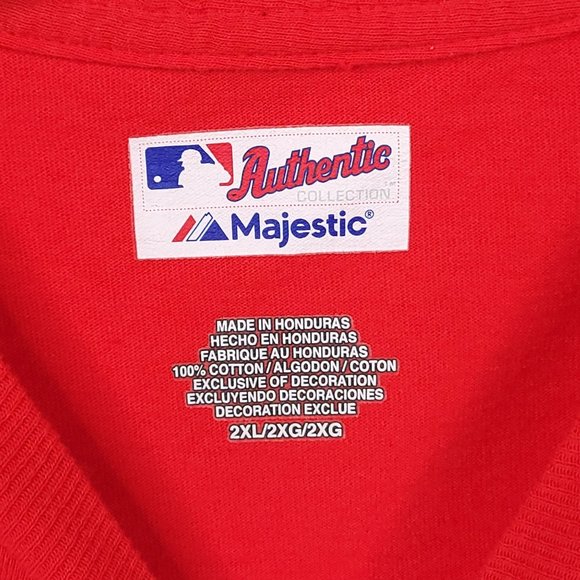 Authentic
COLLECTION
Majestic®
MADE IN HONDURAS
HECHO EN HONDURAS
FABRIQUE AU HONDURAS
100% COTTON / ALGODON / COTON
EXCLUSIVE OF DECORATION
EXCLUYENDO DECORACIONES
DECORATION EXCLUE
2XL/2XG/2XG